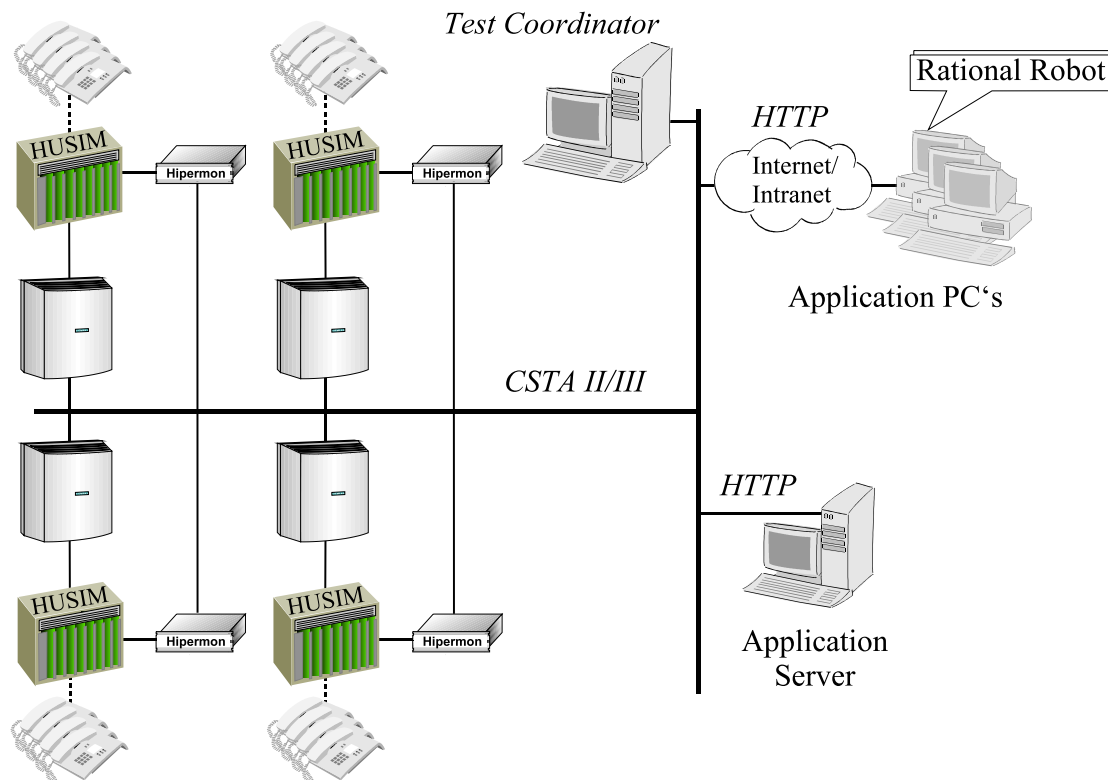 Test Coordinator
Rational Robot
HUSIM
Hipermon
HUSIM
Hipermon
HTTP
Internet/
Intranet
Application PC‘s
CSTA II/III
HTTP
HUSIM
Hipermon
HUSIM
Hipermon
Application
Server